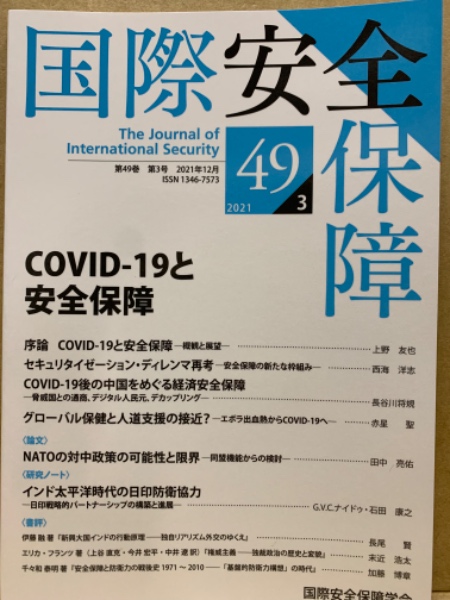 国際安全保障
The Journal of
International Security
第49巻 第3号 2021年12月
ISSN 1346-7573
49
2021
3
COVID-19と
安全保障
序論 COVID-19と安全保障 ―概観と展望― 上野 友也
セキュリタイゼーション・ディレンマ再考 ―安全保障の新たな枠組み― 西海 洋志
COVID-19後の中国をめぐる経済安全保障
―脅威国との通商、デジタル人民元、デカップリング― 長谷川将規
グローバル保健と人道支援の接近？ ―エボラ出血熱からCOVID-19へ― 赤星 聖
〈論文〉
NATOの対中政策の可能性と限界 ―同盟機能からの検討― 田中 亮佑
〈研究ノート〉
インド太平洋時代の日印防衛協力
―日印戦略的パートナーシップの構築と進展― G.V.C.ナイドゥ・石田 康之
〈書評〉
伊藤 融 著『新興大国インドの行動原理 ――独自リアリズム外交のゆくえ』 長尾 賢
エリカ・フランツ 著（上谷 直克・今井 宏平・中井 遼 訳）『権威主義 ――独裁政治の歴史と変貌』 末近 浩太
千々和 泰明 著『安全保障と防衛力の戦後史 1971～2010 ――「基盤的防衛力構想」の時代』 加藤 博章
国際安全保障学会